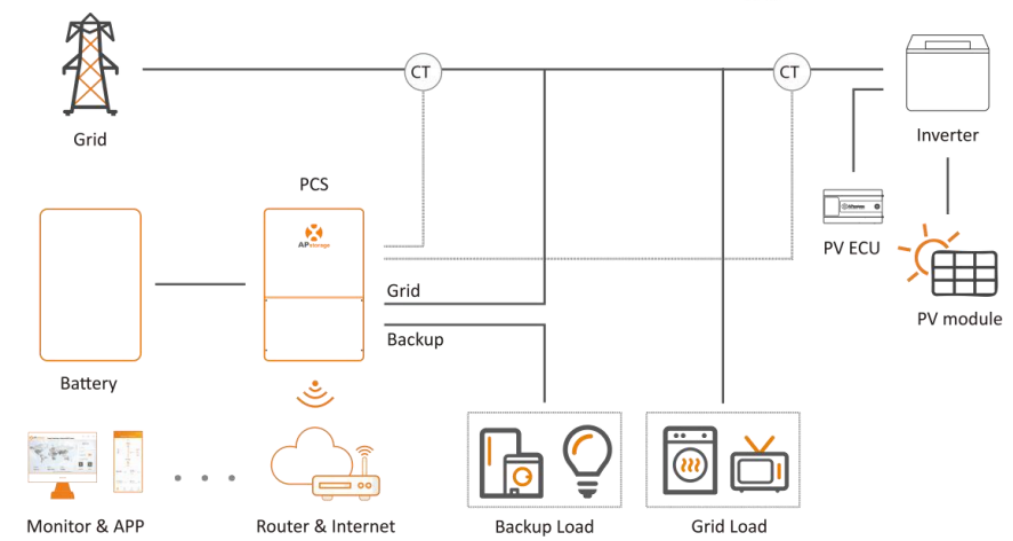 CT
CT
Grid
Inverter
PCS
APstorage
PV ECU
Grid
Backup
PV module
Battery
Monitor & APP
Router & Internet
Backup Load
Grid Load